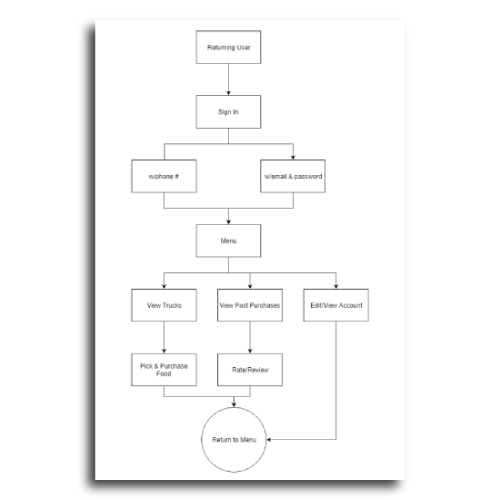 Returning User
Sign In
w/phone #
w/email & password
Menu
View Trucks
View Past Purchases
Edit/View Account
Pick & Purchase
Food
Rate/Review
Return to Menu